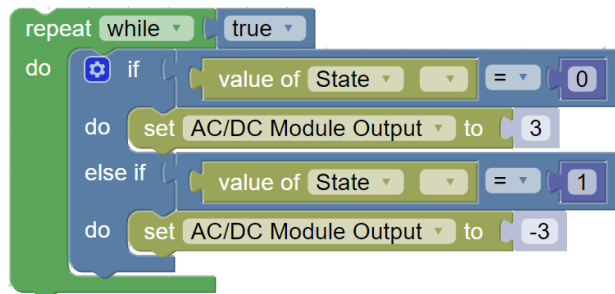 repeat while true
do if value of State = 0
do set AC/DC Module Output to 3
else if value of State = 1
do set AC/DC Module Output to -3